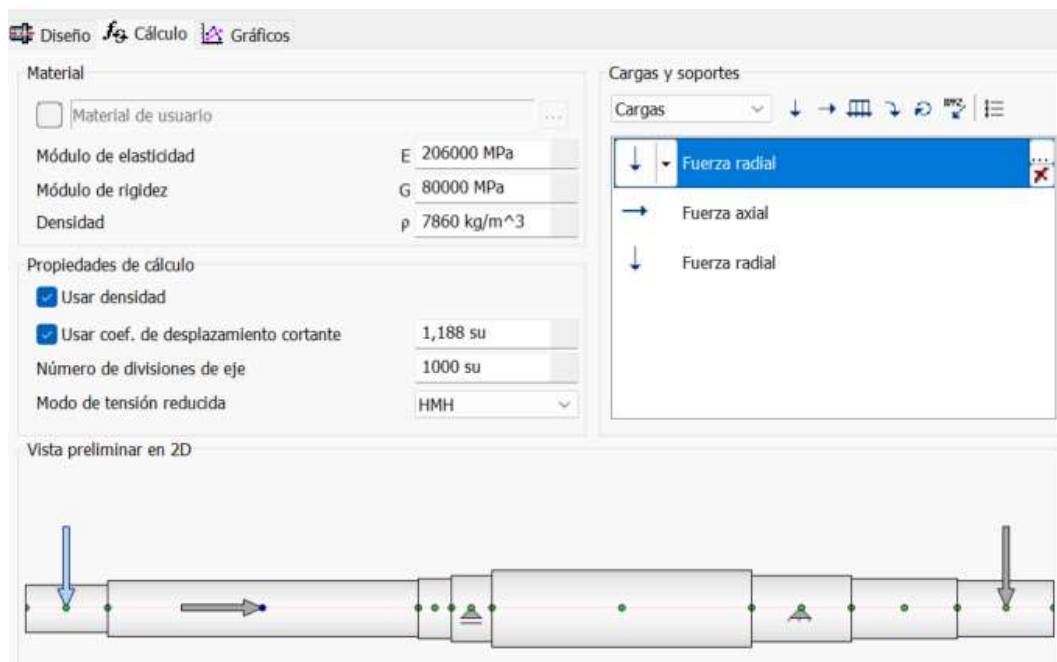 Diseño Cálculo Gráficos
Material
Material de usuario ...
Módulo de elasticidad E 206000 MPa
Módulo de rigidez G 80000 MPa
Densidad ρ 7860 kg/m^3
Propiedades de cálculo
Usar densidad
Usar coef. de desplazamiento cortante 1,188 su
Número de divisiones de eje 1000 su
Modo de tensión reducida HMH
Cargas y soportes
Cargas
Fuerza radial ...
Fuerza axial
Fuerza radial
Vista preliminar en 2D